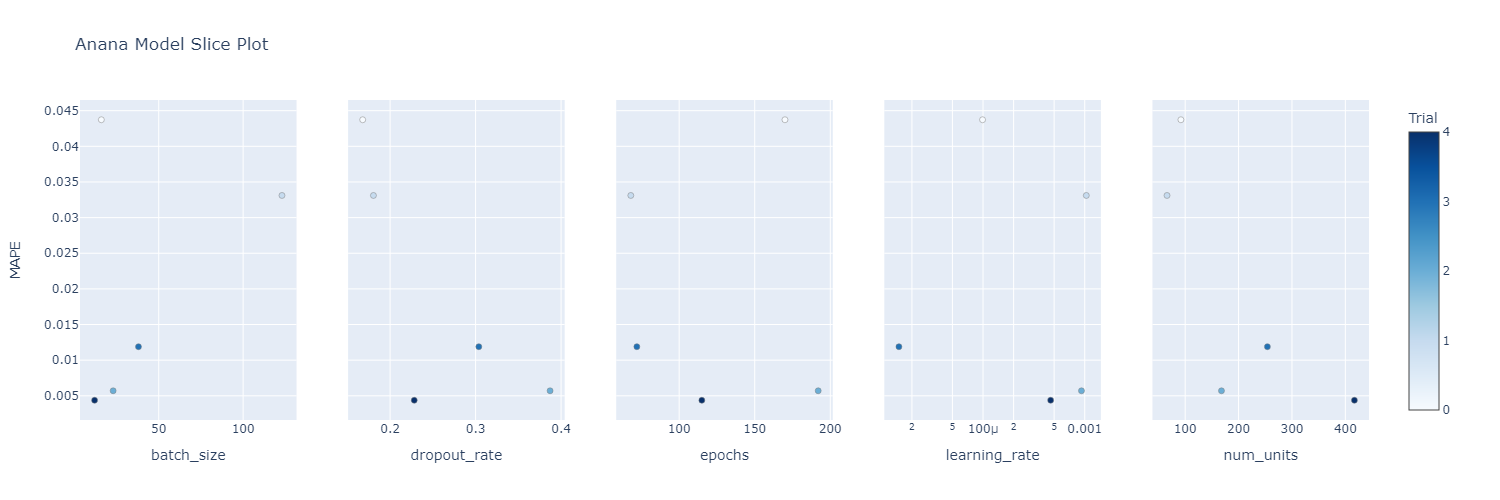 Anana Model Slice Plot
MAPE
0.045
0.04
0.035
0.03
0.025
0.02
0.015
0.01
0.005
50 100
batch_size
0.2 0.3 0.4
dropout_rate
100 150 200
epochs
2 5 100μ 2 5 0.001
learning_rate
100 200 300 400
num_units
Trial
4
3
2
1
0